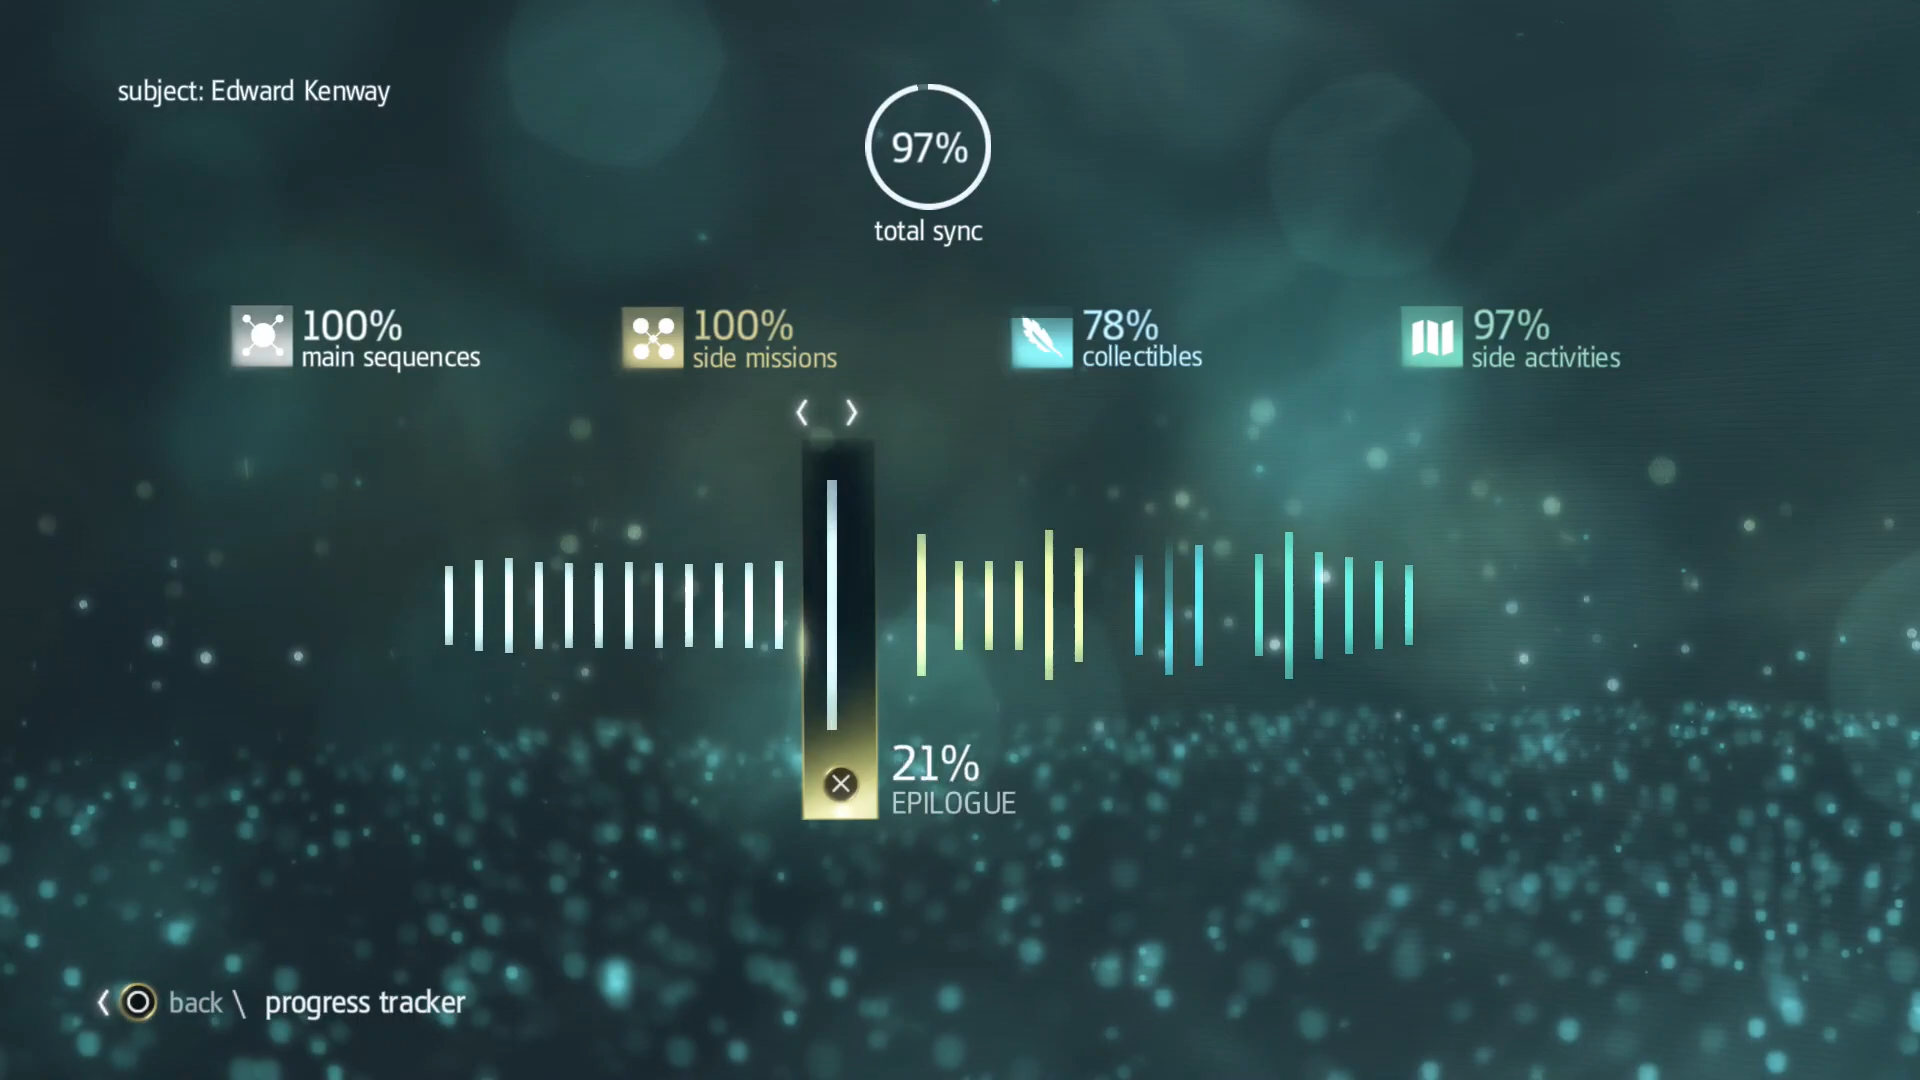 subject: Edward Kenway
97%
total sync
100%
main sequences
100%
side missions
78%
collectibles
97%
side activities
21%
EPILOGUE
back \ progress tracker